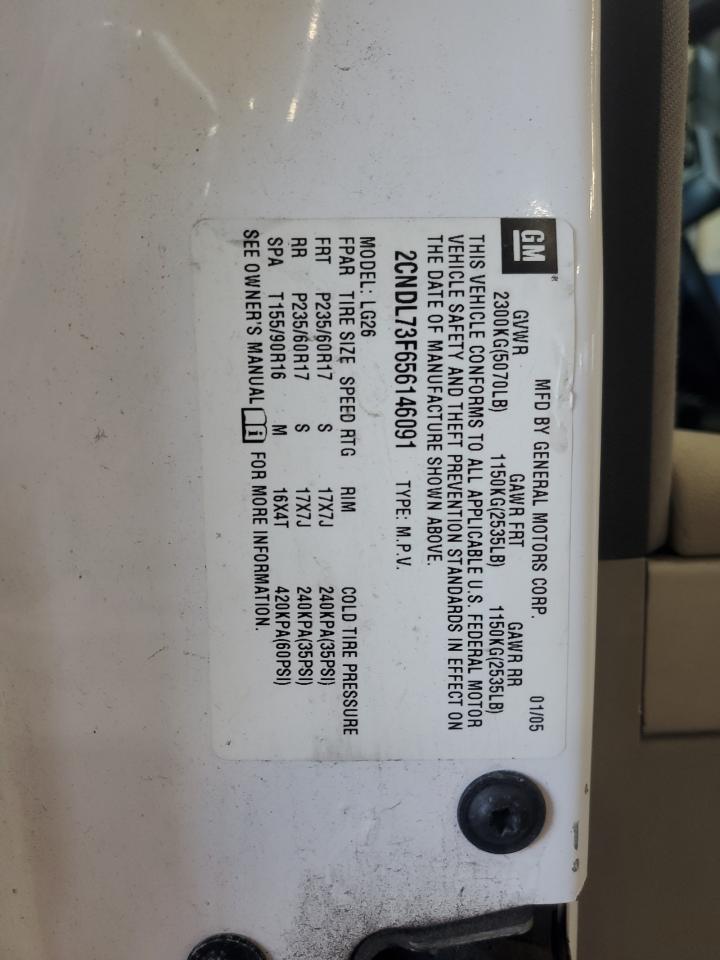 GM
MFD BY GENERAL MOTORS CORP. 01/05
GVWR GAWR FRT GAWR RR
2300KG(5070LB) 1150KG(2535LB) 1150KG(2535LB)
THIS VEHICLE CONFORMS TO ALL APPLICABLE U.S. FEDERAL MOTOR
VEHICLE SAFETY AND THEFT PREVENTION STANDARDS IN EFFECT ON
THE DATE OF MANUFACTURE SHOWN ABOVE.
2CNDL73F656146091 TYPE: M.P.V.
MODEL: LG26
FPAR TIRE SIZE SPEED RTG RIM COLD TIRE PRESSURE
FRT P235/60R17 S 17X7J 240KPA(35PSI)
RR P235/60R17 S 17X7J 240KPA(35PSI)
SPA T155/90R16 M 16X4T 420KPA(60PSI)
SEE OWNER'S MANUAL i FOR MORE INFORMATION.